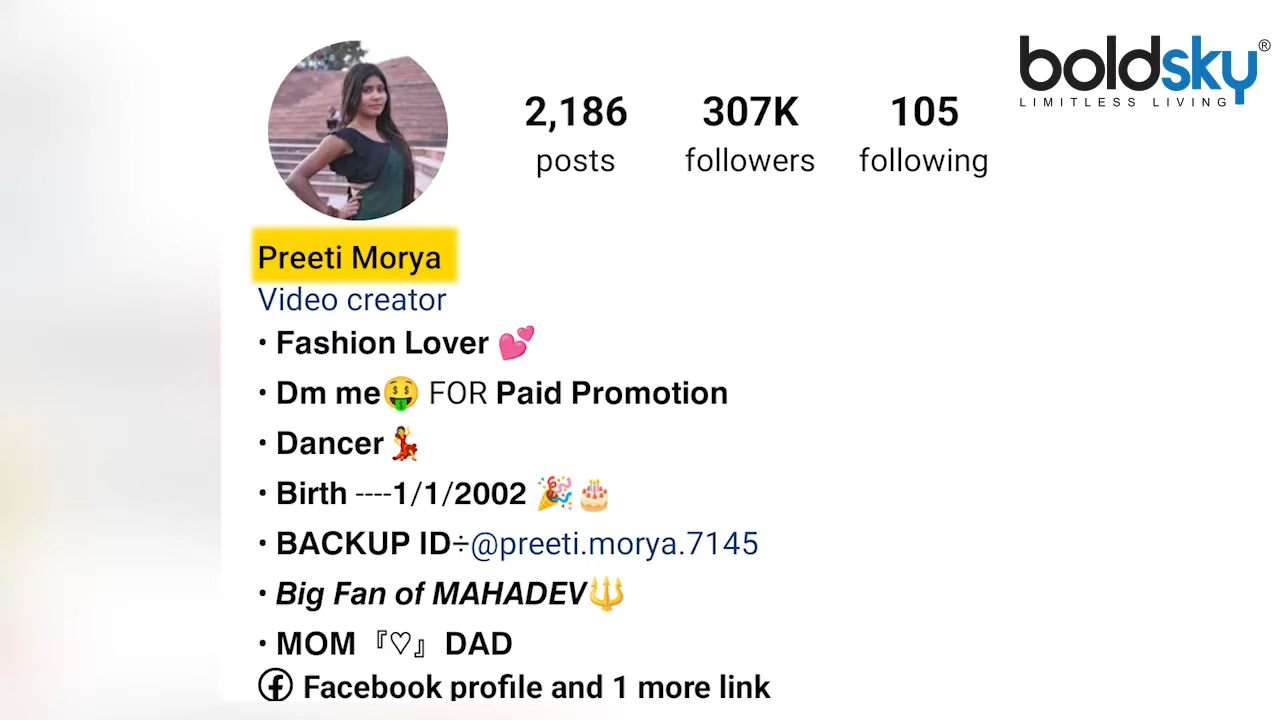 boldsky®
LIMITLESS LIVING
2,186 307K 105
posts followers following
Preeti Morya
Video creator
• Fashion Lover 💕
• Dm me🤑 FOR Paid Promotion
• Dancer💃
• Birth ----1/1/2002 🎉🎂
• BACKUP ID÷@preeti.morya.7145
• Big Fan of MAHADEV🔱
• MOM 『♡』 DAD
Facebook profile and 1 more link